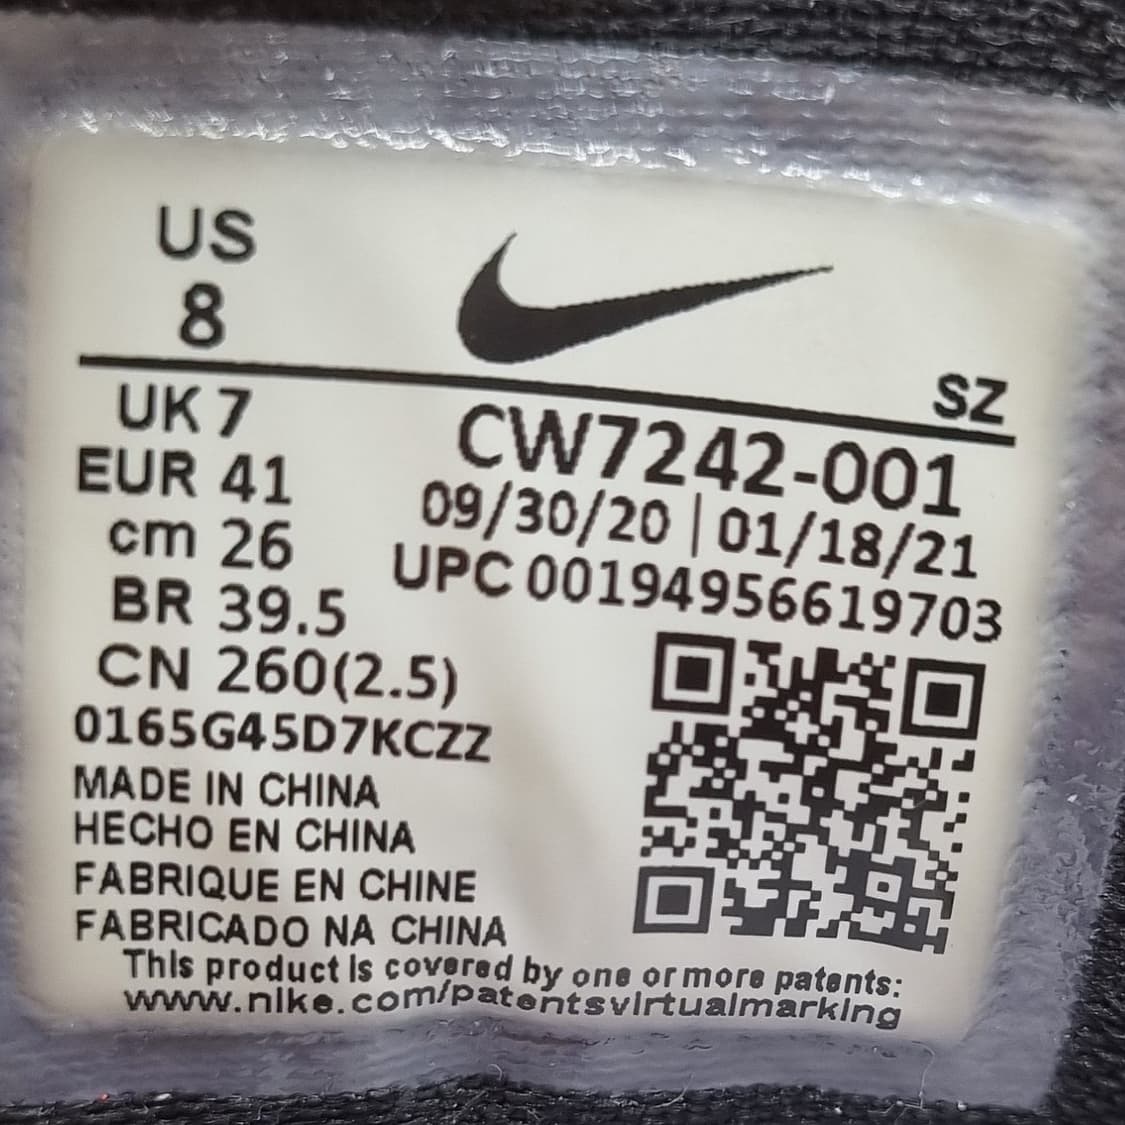 US
8
SZ
UK 7
CW7242-001
EUR 41
09/30/20 | 01/18/21
cm 26
UPC 00194956619703
BR 39.5
CN 260(2.5)
0165G45D7KCZZ
MADE IN CHINA
HECHO EN CHINA
FABRIQUE EN CHINE
FABRICADO NA CHINA
This product is covered by one or more patents:
www.nike.com/patentsvirtualmarking